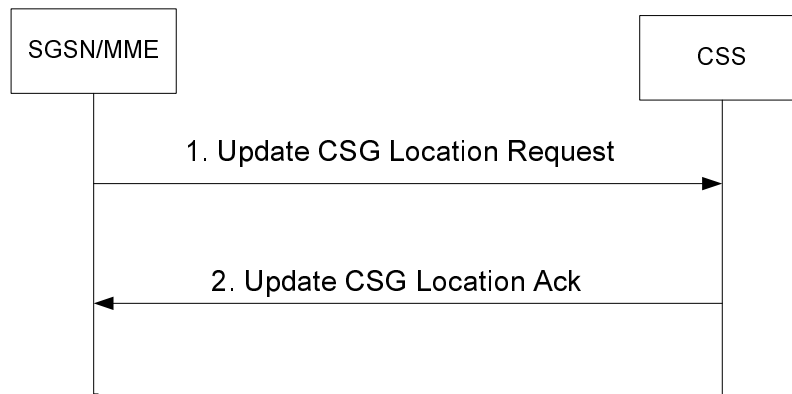 SGSN/MME
CSS
1. Update CSG Location Request
2. Update CSG Location Ack